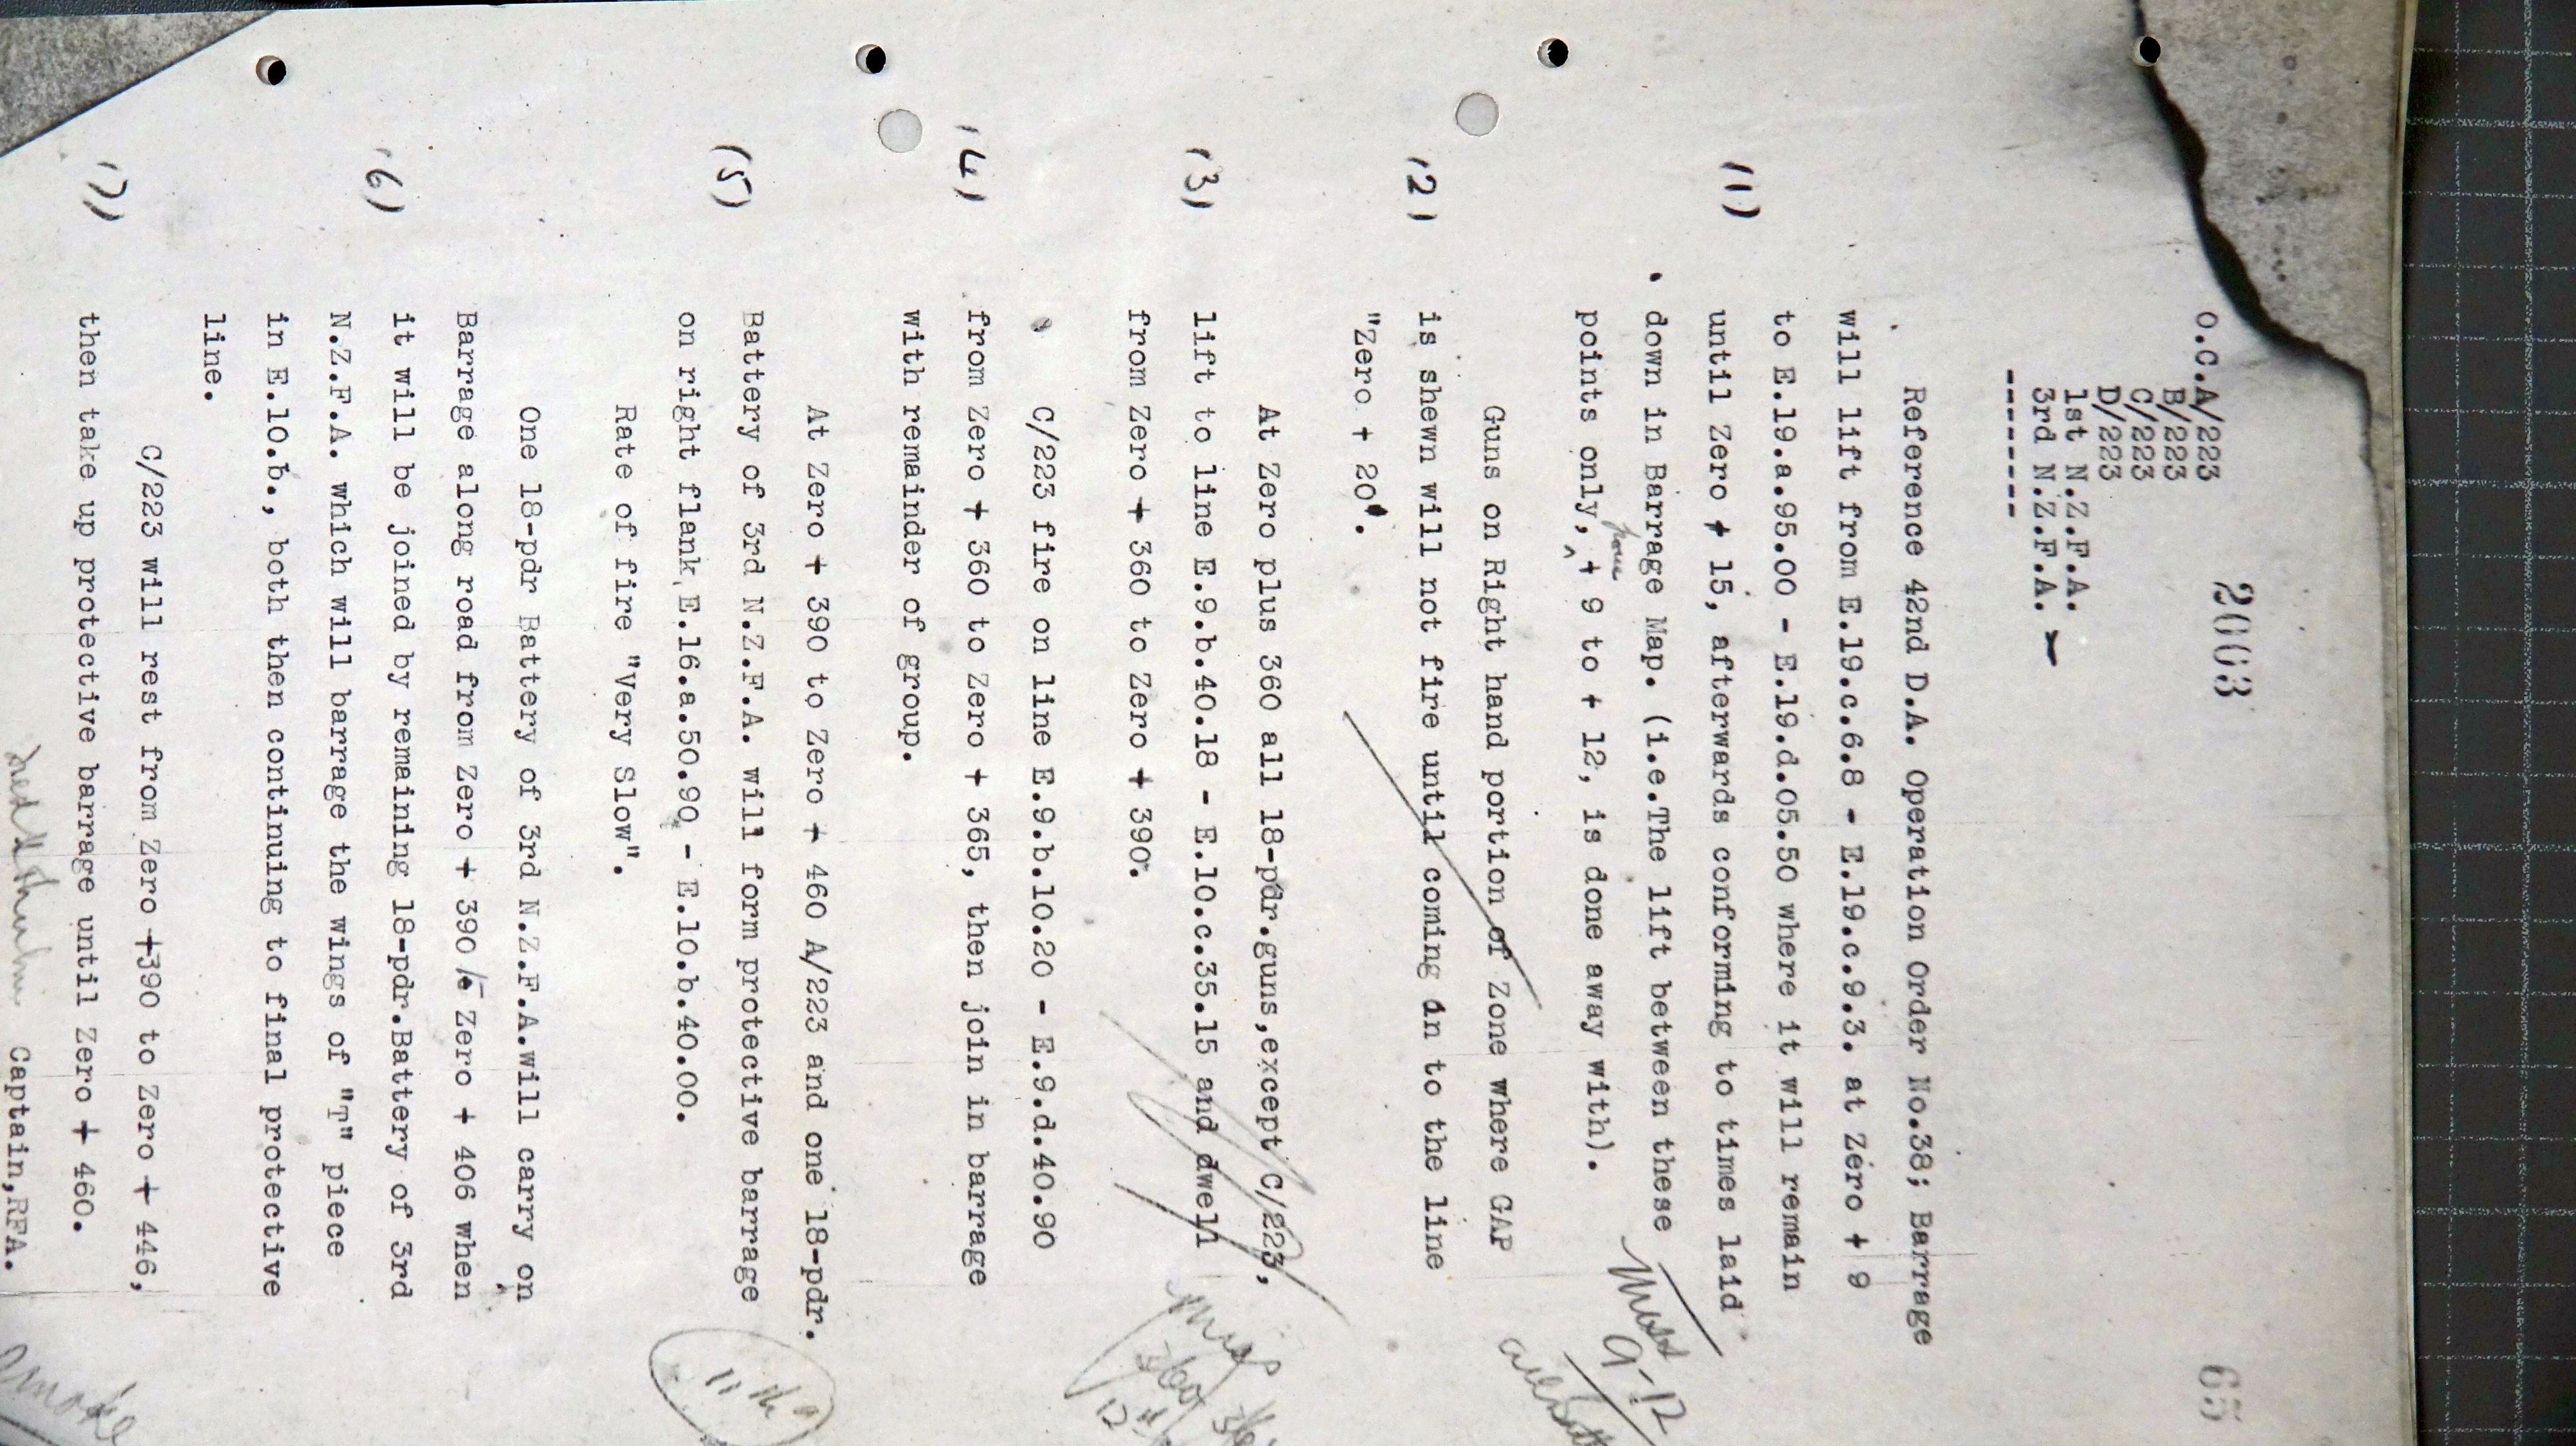 2003
65
O.C.A/223
B/223
C/223
D/223
1st N.Z.F.A.
3rd N.Z.F.A.
--------
(1) Reference 42nd D.A. Operation Order No.38; Barrage
will lift from E.19.c.6.8 - E.19.c.9.3. at Zero + 9
to E.19.a.95.00 - E.19.d.05.50 where it will remain
until Zero + 15, afterwards conforming to times laid
down in Barrage Map. (i.e.The lift between these
points only, from + 9 to + 12, is done away with).
Must
9-12
(2) Guns on Right hand portion of Zone where GAP
is shewn will not fire until coming in to the line
"Zero + 20".
(3) At Zero plus 360 all 18-pdr.guns,except C/223,
lift to line E.9.b.40.18 - E.10.c.35.15 and dwell
from Zero + 360 to Zero + 390.
360
12th
(4) C/223 fire on line E.9.b.10.20 - E.9.d.40.90
from Zero + 360 to Zero + 365, then join in barrage
with remainder of group.
(5) At Zero + 390 to Zero + 460 A/223 and one 18-pdr.
Battery of 3rd N.Z.F.A. will form protective barrage
on right flank E.16.a.50.90 - E.10.b.40.00.
Rate of fire "Very Slow".
11th
(6) One 18-pdr Battery of 3rd N.Z.F.A.will carry on
Barrage along road from Zero + 390 to Zero + 406 when
it will be joined by remaining 18-pdr.Battery of 3rd
N.Z.F.A. which will barrage the wings of "T" piece
in E.10.b., both then continuing to final protective
line.
(7) C/223 will rest from Zero +390 to Zero + 446,
then take up protective barrage until Zero + 460.
Smoke
Captain,RFA.